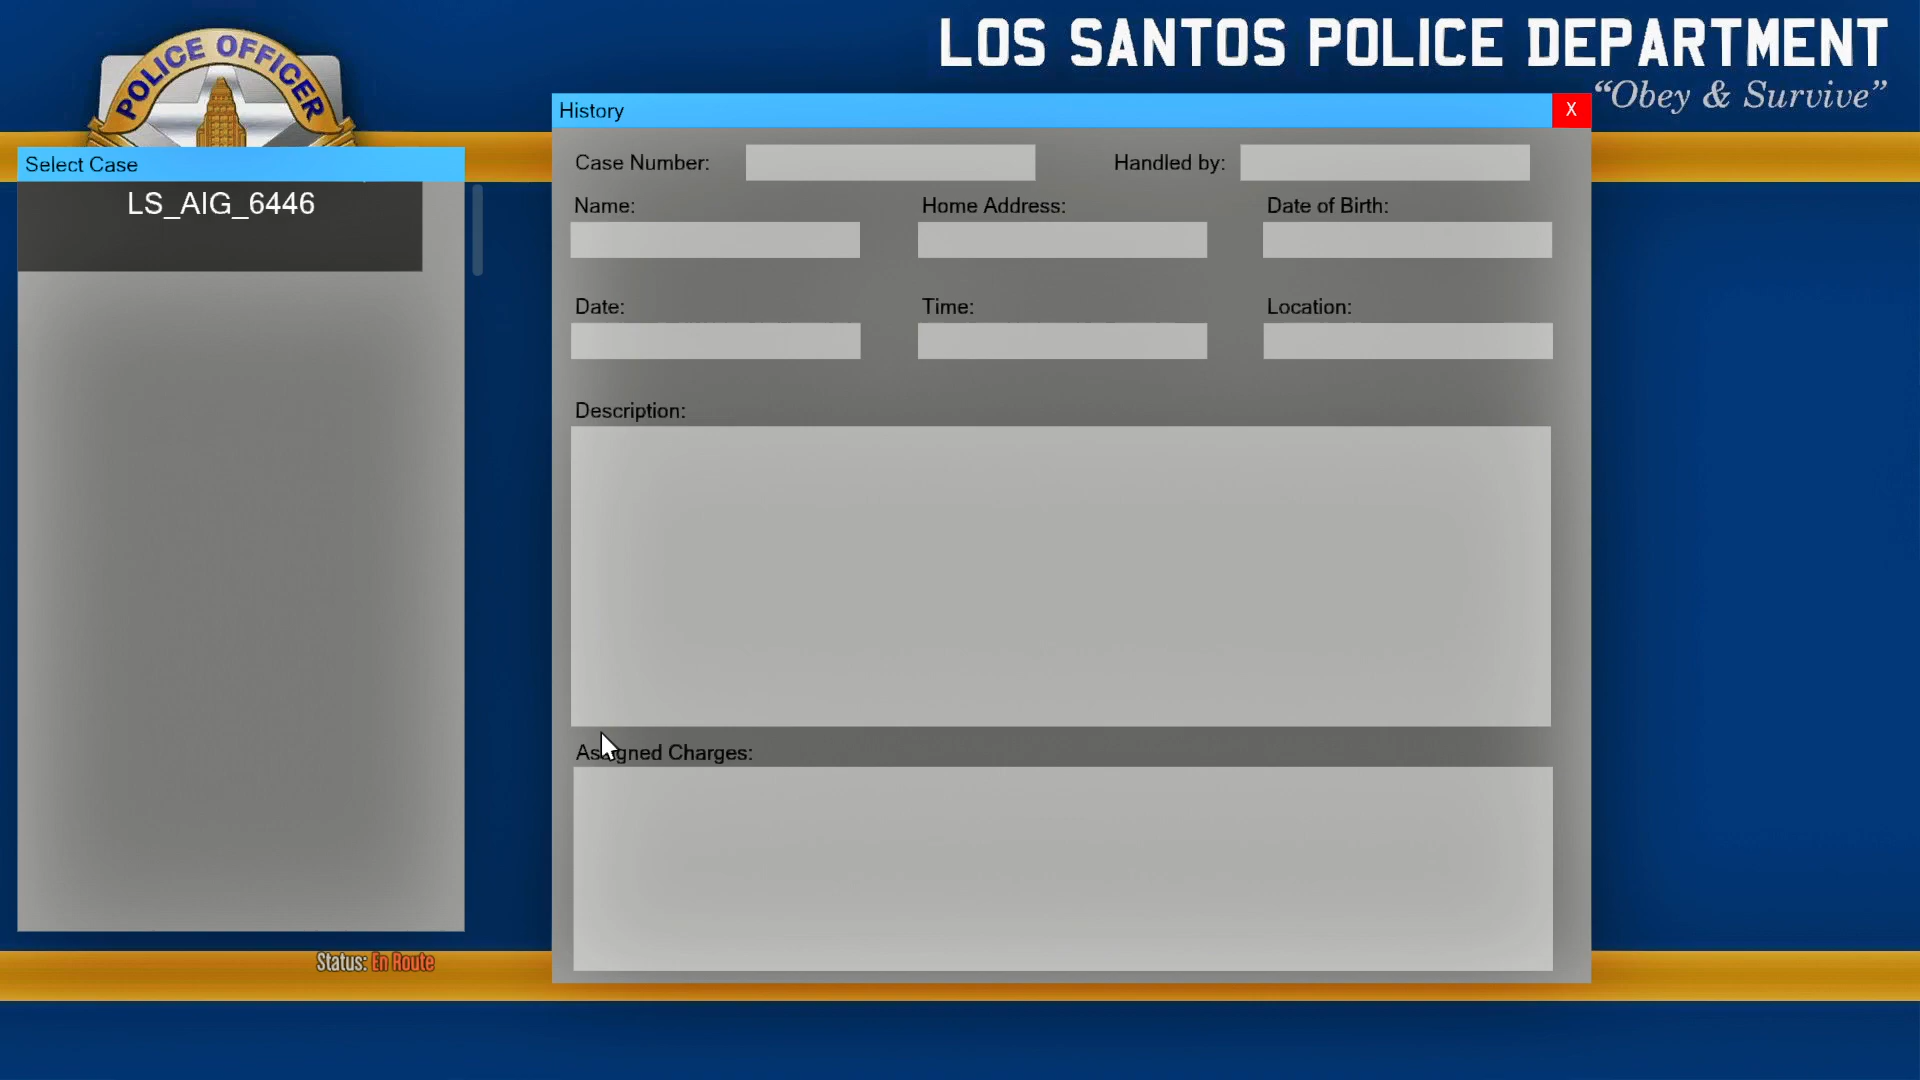 LOS SANTOS POLICE DEPARTMENT
“Obey & Survive”
POLICE OFFICER
History
X
Select Case
LS_AIG_6446
Case Number:
Handled by:
Name:
Home Address:
Date of Birth:
Date:
Time:
Location:
Description:
Assigned Charges:
Status: En Route